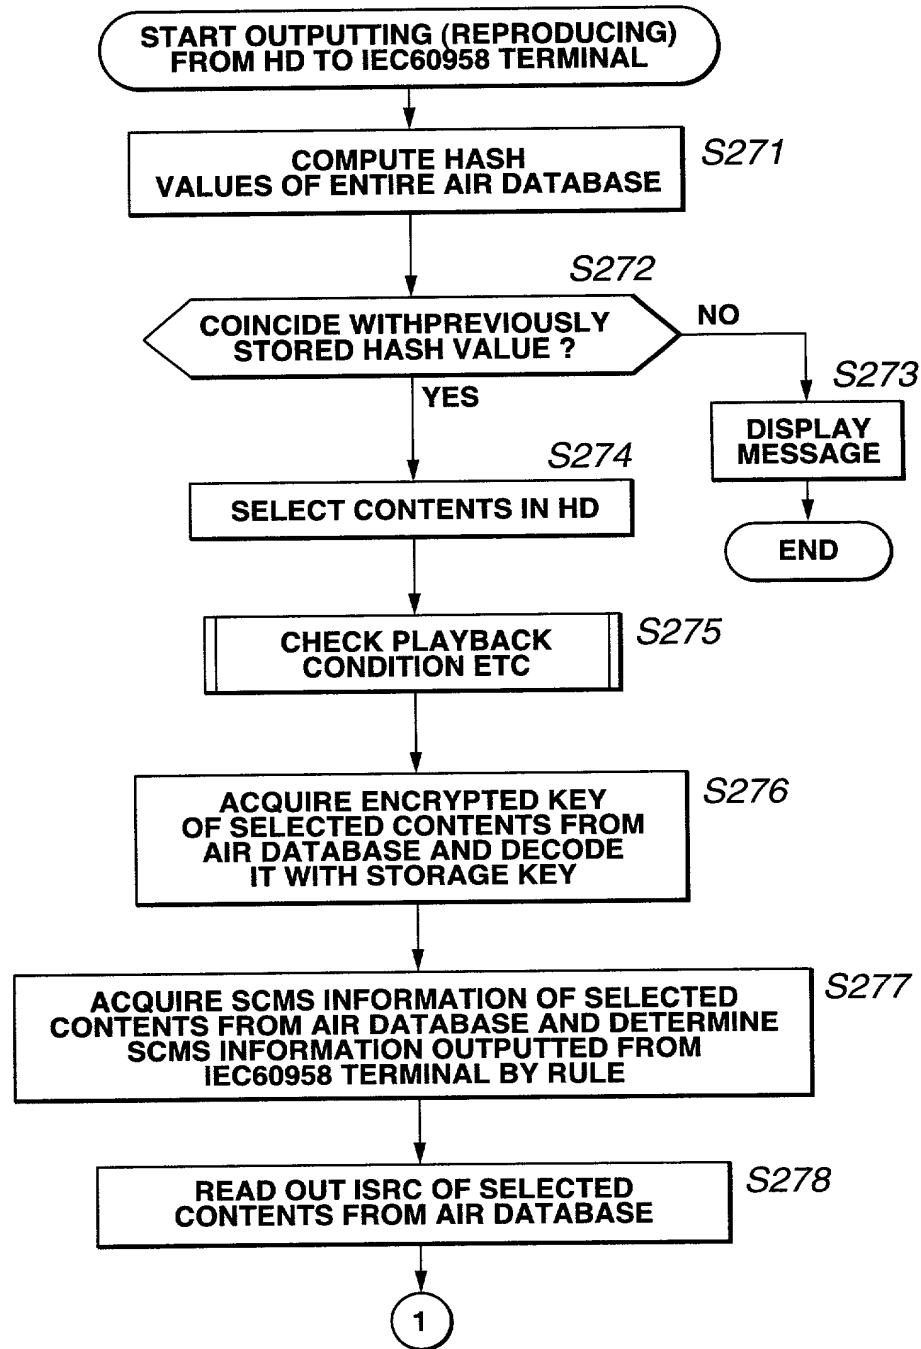 START OUTPUTTING (REPRODUCING)
FROM HD TO IEC60958 TERMINAL
COMPUTE HASH
VALUES OF ENTIRE AIR DATABASE
S271
S272
COINCIDE WITHPREVIOUSLY
STORED HASH VALUE ?
NO
YES
S273
DISPLAY
MESSAGE
END
S274
SELECT CONTENTS IN HD
CHECK PLAYBACK
CONDITION ETC
S275
ACQUIRE ENCRYPTED KEY
OF SELECTED CONTENTS FROM
AIR DATABASE AND DECODE
IT WITH STORAGE KEY
S276
ACQUIRE SCMS INFORMATION OF SELECTED
CONTENTS FROM AIR DATABASE AND DETERMINE
SCMS INFORMATION OUTPUTTED FROM
IEC60958 TERMINAL BY RULE
S277
READ OUT ISRC OF SELECTED
CONTENTS FROM AIR DATABASE
S278
1